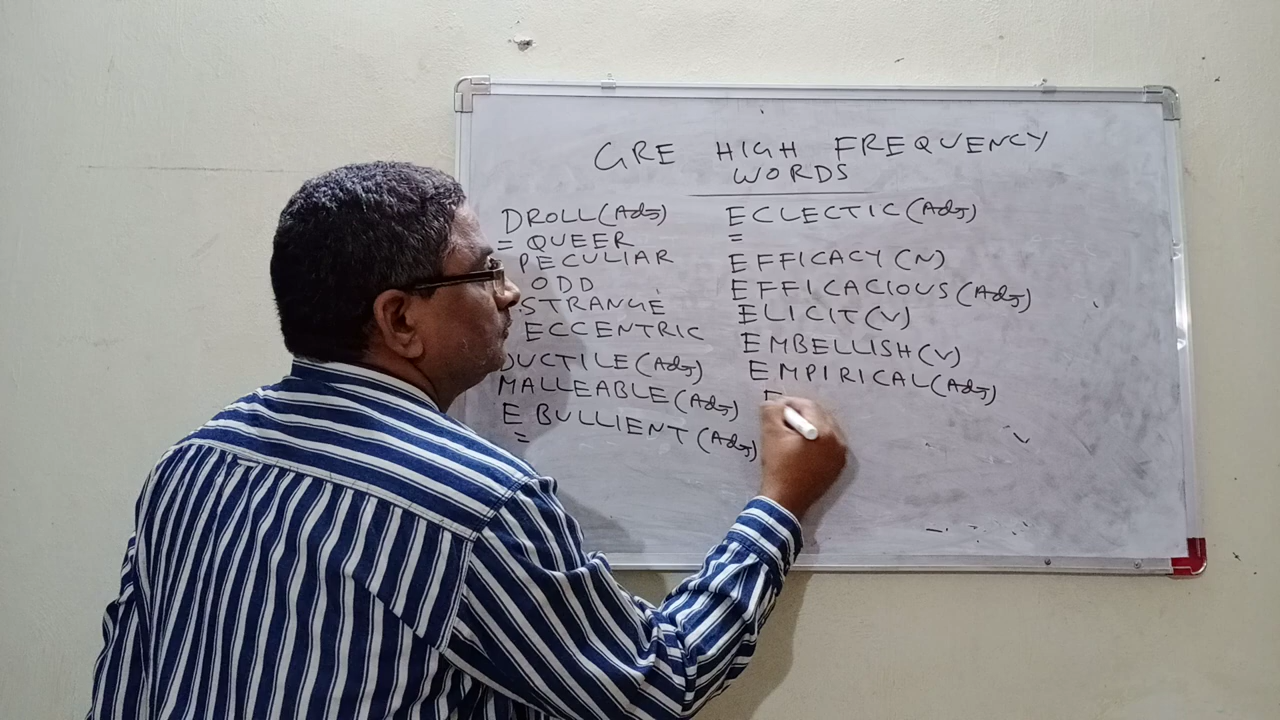 GRE HIGH FREQUENCY
WORDS
DROLL (Adj)
= QUEER
PECULIAR
ODD
STRANGE
ECCENTRIC
DUCTILE (Adj)
MALLEABLE (Adj)
EBULLIENT (Adj)
=
ECLECTIC (Adj)
=
EFFICACY (N)
EFFICACIOUS (Adj)
ELICIT (V)
EMBELLISH (V)
EMPIRICAL (Adj)
E